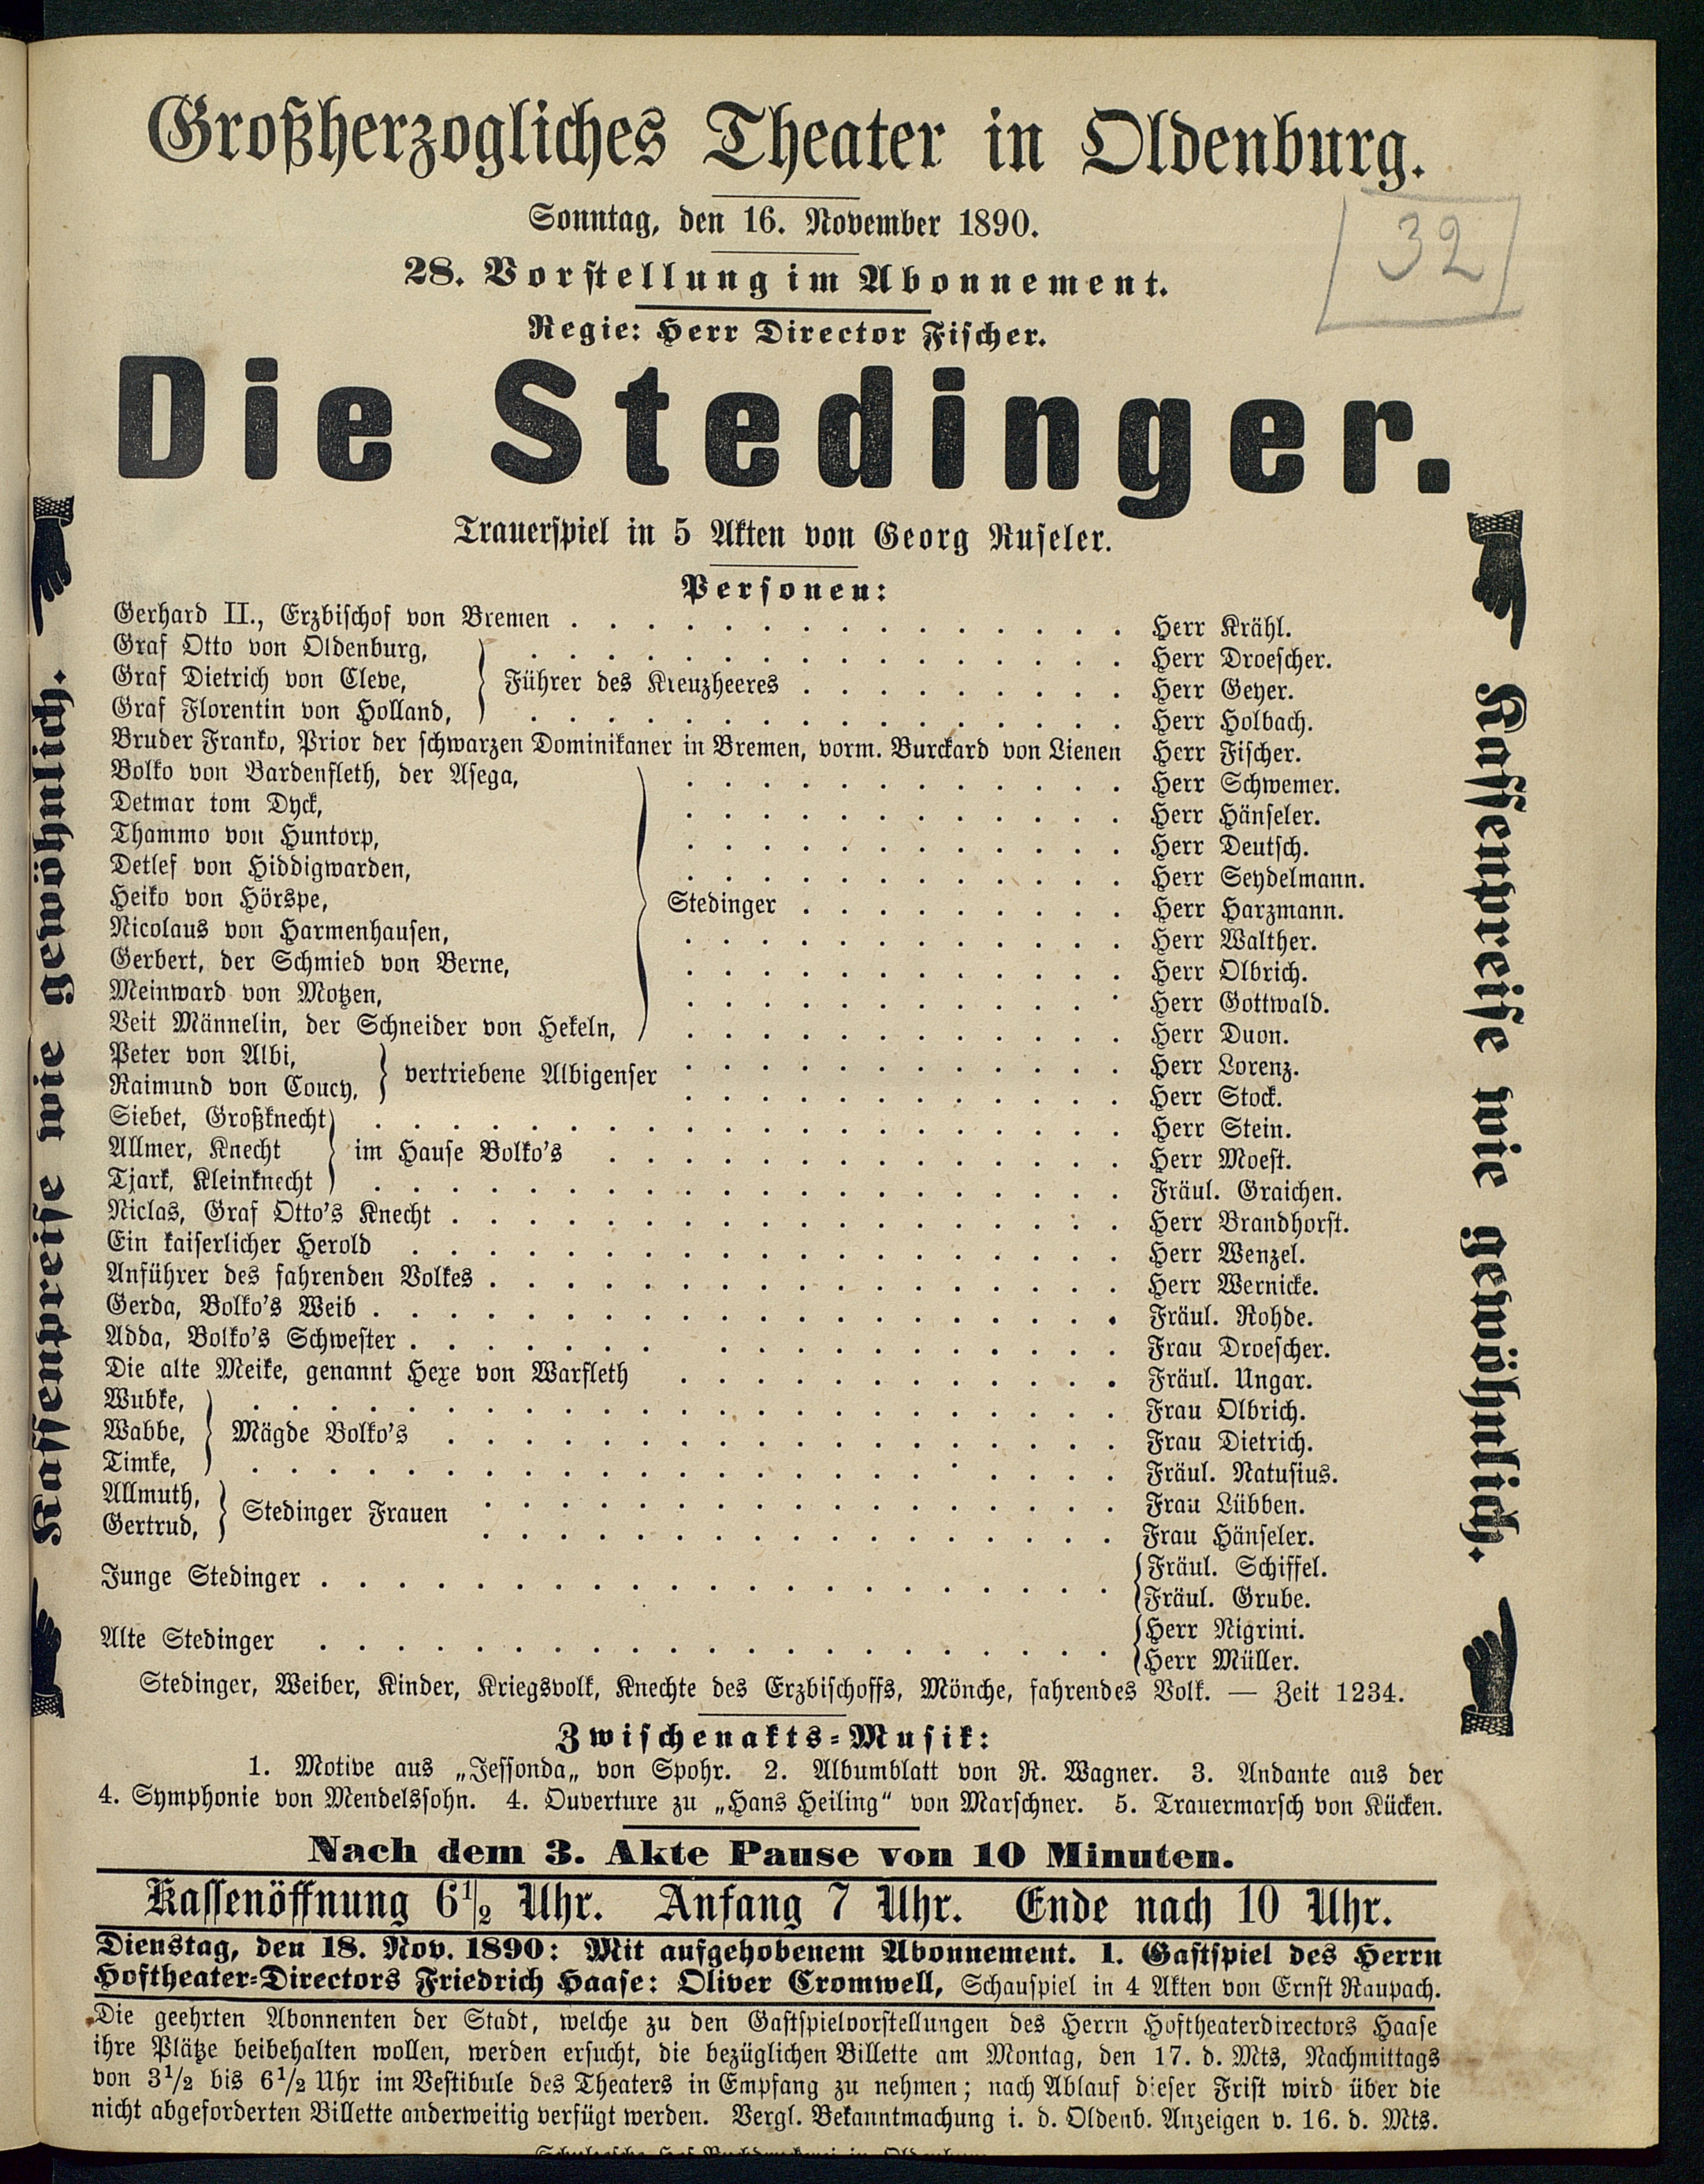 Großherzogliches Theater in Oldenburg.
Sonntag, den 16. November 1890.
32
28. Vorstellung im Abonnement.
Regie: Herr Director Fischer.
Die Stedinger.
Trauerspiel in 5 Akten von Georg Ruseler.
Personen:
Gerhard II., Erzbischof von Bremen . . . . . Herr Krähl.
Graf Otto von Oldenburg, . . . . . Herr Droescher.
Graf Dietrich von Cleve, } Führer des Kreuzheeres . . . . . Herr Geyer.
Graf Florentin von Holland, . . . . . Herr Holbach.
Bruder Franko, Prior der schwarzen Dominikaner in Bremen, vorm. Burckard von Lienen Herr Fischer.
Bolko von Bardenfleth, der Asega, . . . . . Herr Schwemer.
Detmar tom Dyck, . . . . . Herr Hänseler.
Thammo von Huntorp, . . . . . Herr Deutsch.
Detlef von Hiddigwarden, . . . . . Herr Seydelmann.
Heiko von Hörspe, } Stedinger . . . . . Herr Harzmann.
Nicolaus von Harmenhausen, . . . . . Herr Walther.
Gerbert, der Schmied von Berne, . . . . . Herr Olbrich.
Meinward von Motzen, . . . . . Herr Gottwald.
Veit Männelin, der Schneider von Hekeln, . . . . . Herr Duon.
Peter von Albi, . . . . . Herr Lorenz.
Raimund von Coucy, } vertriebene Albigenser . . . . . Herr Stock.
Siebet, Großknecht . . . . . Herr Stein.
Allmer, Knecht } im Hause Bolko's . . . . . Herr Moest.
Tjark, Kleinknecht . . . . . Fräul. Graichen.
Niclas, Graf Otto's Knecht . . . . . Herr Brandhorst.
Ein kaiserlicher Herold . . . . . Herr Wenzel.
Anführer des fahrenden Volkes . . . . . Herr Wernicke.
Gerda, Bolko's Weib . . . . . Fräul. Rohde.
Adda, Bolko's Schwester . . . . . Frau Droescher.
Die alte Meike, genannt Hexe von Warfleth . . . . . Fräul. Ungar.
Wubke, . . . . . Frau Olbrich.
Wabbe, } Mägde Bolko's . . . . . Frau Dietrich.
Timke, . . . . . Fräul. Natusius.
Allmuth, } Stedinger Frauen . . . . . Frau Lübben.
Gertrud, . . . . . Frau Hänseler.
Junge Stedinger . . . . . { Fräul. Schiffel.
Fräul. Grube.
Alte Stedinger . . . . . { Herr Nigrini.
Herr Müller.
Stedinger, Weiber, Kinder, Kriegsvolk, Knechte des Erzbischoffs, Mönche, fahrendes Volk. — Zeit 1234.
Kassenpreise wie gewöhnlich.
Kassenpreise wie gewöhnlich.
Zwischenakts-Musik:
1. Motive aus „Jessonda„ von Spohr. 2. Albumblatt von R. Wagner. 3. Andante aus der
4. Symphonie von Mendelssohn. 4. Ouverture zu „Hans Heiling“ von Marschner. 5. Trauermarsch von Kücken.
Nach dem 3. Akte Pause von 10 Minuten.
Kassenöffnung 6½ Uhr. Anfang 7 Uhr. Ende nach 10 Uhr.
Dienstag, den 18. Nov. 1890: Mit aufgehobenem Abonnement. 1. Gastspiel des Herrn
Hoftheater-Directors Friedrich Haase: Oliver Cromwell, Schauspiel in 4 Akten von Ernst Raupach.
Die geehrten Abonnenten der Stadt, welche zu den Gastspielvorstellungen des Herrn Hoftheaterdirectors Haase
ihre Plätze beibehalten wollen, werden ersucht, die bezüglichen Billette am Montag, den 17. d. Mts, Nachmittags
von 3½ bis 6½ Uhr im Vestibule des Theaters in Empfang zu nehmen; nach Ablauf dieser Frist wird über die
nicht abgeforderten Billette anderweitig verfügt werden. Vergl. Bekanntmachung i. d. Oldenb. Anzeigen v. 16. d. Mts.